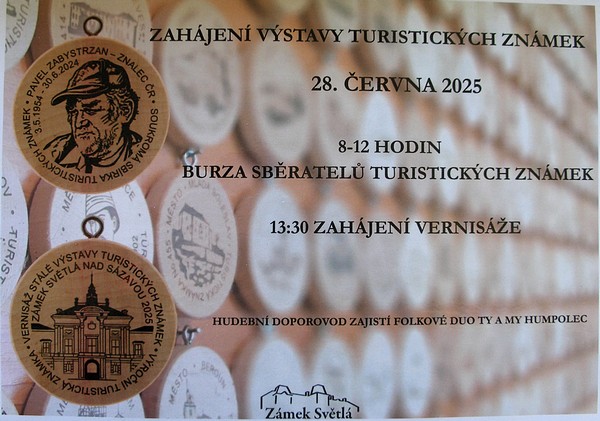 ZAHÁJENÍ VÝSTAVY TURISTICKÝCH ZNÁMEK
28. ČERVNA 2025
8-12 HODIN
BURZA SBĚRATELŮ TURISTICKÝCH ZNÁMEK
13:30 ZAHÁJENÍ VERNISÁŽE
HUDEBNÍ DOPOROVOD ZAJISTÍ FOLKOVÉ DUO TY A MY HUMPOLEC
Zámek Světlá
PAVEL ZABYSTRZAN – ZNALEC ČR • SOUKROMÁ SBÍRKA TURISTICKÝCH ZNÁMEK • 3.5.1954 - 30.6.2024
• VERNISÁŽ STÁLÉ VÝSTAVY TURISTICKÝCH ZNÁMEK • VÝROČNÍ TURISTICKÁ ZNÁMKA
ZÁMEK SVĚTLÁ NAD SÁZAVOU 2025